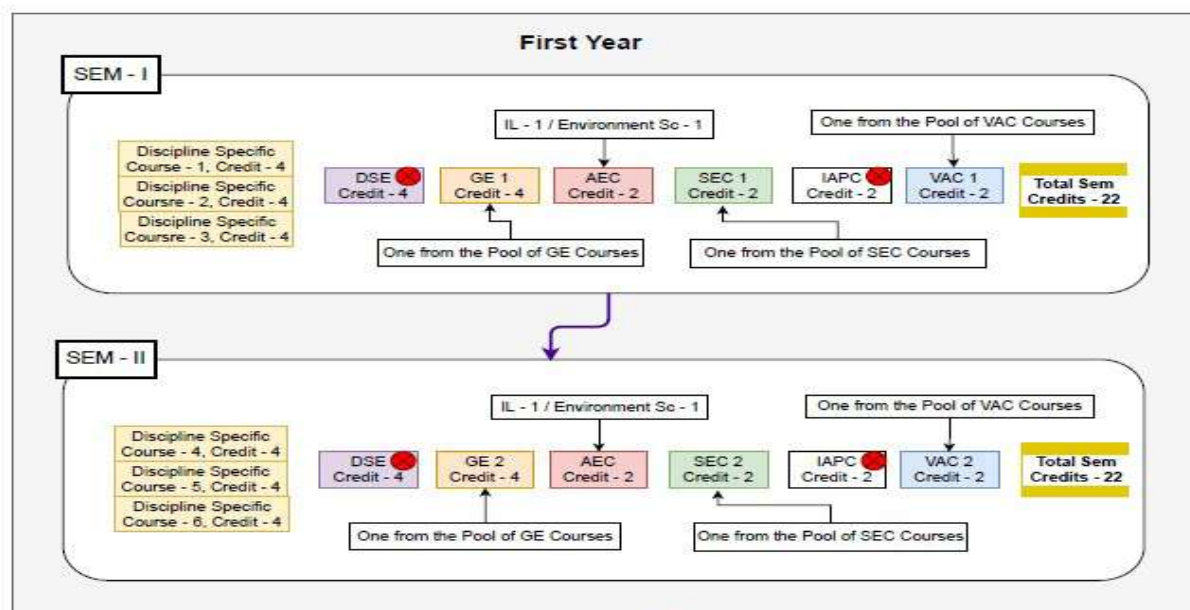 First Year
SEM - I
IL - 1 / Environment Sc - 1
One from the Pool of VAC Courses
Discipline Specific
Course - 1, Credit - 4
Discipline Specific
Coursre - 2, Credit - 4
Discipline Specific
Coursre - 3, Credit - 4
DSE
Credit - 4
GE 1
Credit - 4
AEC
Credit - 2
SEC 1
Credit - 2
IAPC
Credit - 2
VAC 1
Credit - 2
Total Sem
Credits - 22
One from the Pool of GE Courses
One from the Pool of SEC Courses
SEM - II
IL - 1 / Environment Sc - 1
One from the Pool of VAC Courses
Discipline Specific
Course - 4, Credit - 4
Discipline Specific
Course - 5, Credit - 4
Discipline Specific
Course - 6, Credit - 4
DSE
Credit - 4
GE 2
Credit - 4
AEC
Credit - 2
SEC 2
Credit - 2
IAPC
Credit - 2
VAC 2
Credit - 2
Total Sem
Credits - 22
One from the Pool of GE Courses
One from the Pool of SEC Courses